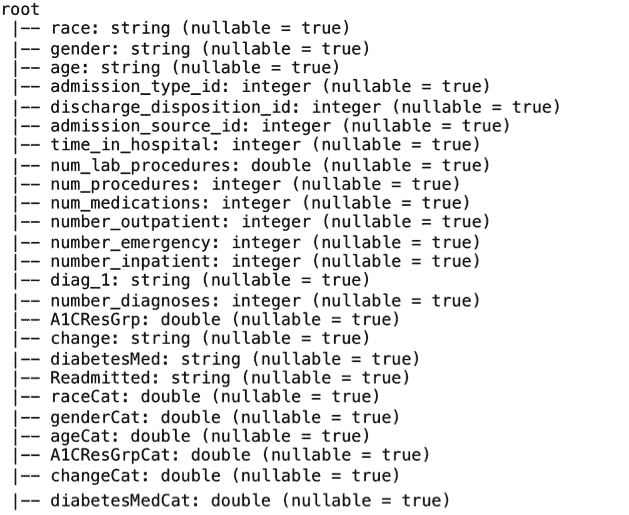 root
|-- race: string (nullable = true)
|-- gender: string (nullable = true)
|-- age: string (nullable = true)
|-- admission_type_id: integer (nullable = true)
|-- discharge_disposition_id: integer (nullable = true)
|-- admission_source_id: integer (nullable = true)
|-- time_in_hospital: integer (nullable = true)
|-- num_lab_procedures: double (nullable = true)
|-- num_procedures: integer (nullable = true)
|-- num_medications: integer (nullable = true)
|-- number_outpatient: integer (nullable = true)
|-- number_emergency: integer (nullable = true)
|-- number_inpatient: integer (nullable = true)
|-- diag_1: string (nullable = true)
|-- number_diagnoses: integer (nullable = true)
|-- A1CResGrp: double (nullable = true)
|-- change: string (nullable = true)
|-- diabetesMed: string (nullable = true)
|-- Readmitted: string (nullable = true)
|-- raceCat: double (nullable = true)
|-- genderCat: double (nullable = true)
|-- ageCat: double (nullable = true)
|-- A1CResGrpCat: double (nullable = true)
|-- changeCat: double (nullable = true)
|-- diabetesMedCat: double (nullable = true)